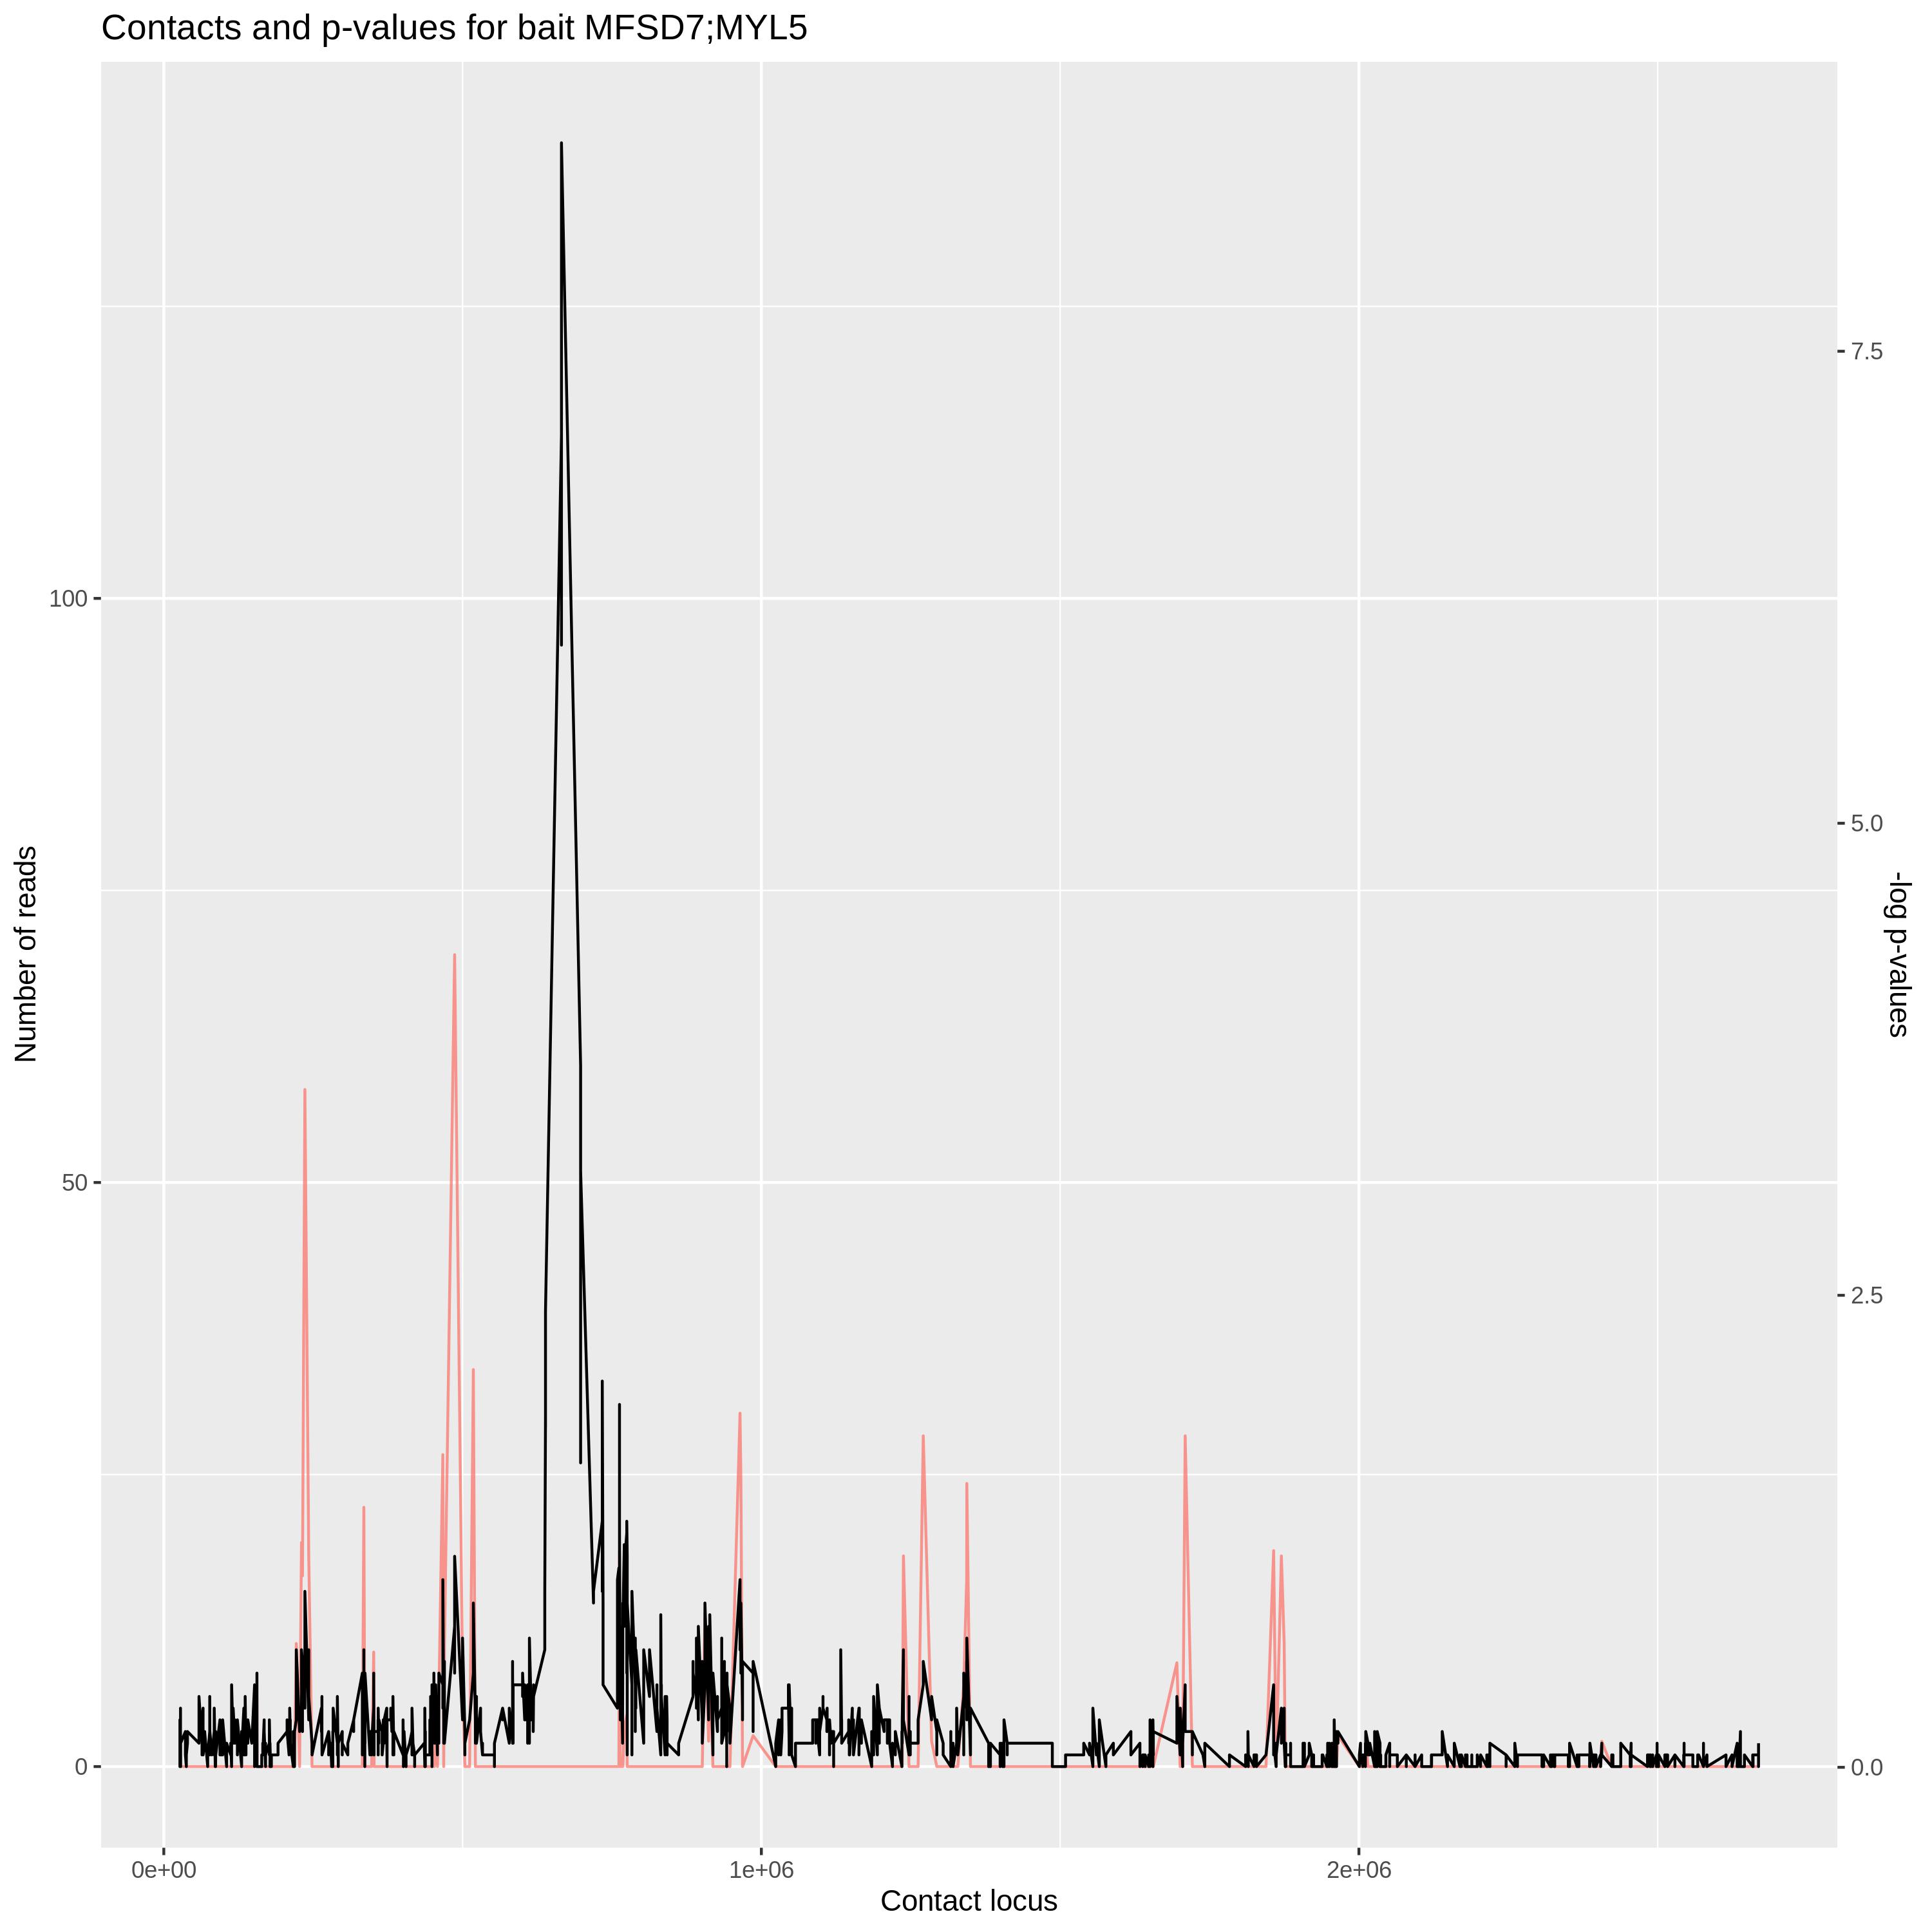 Contacts and p-values for bait MFSD7;MYL5
Number of reads
100
50
0
7.5
5.0
2.5
0.0
-log p-values
0e+00
1e+06
2e+06
Contact locus